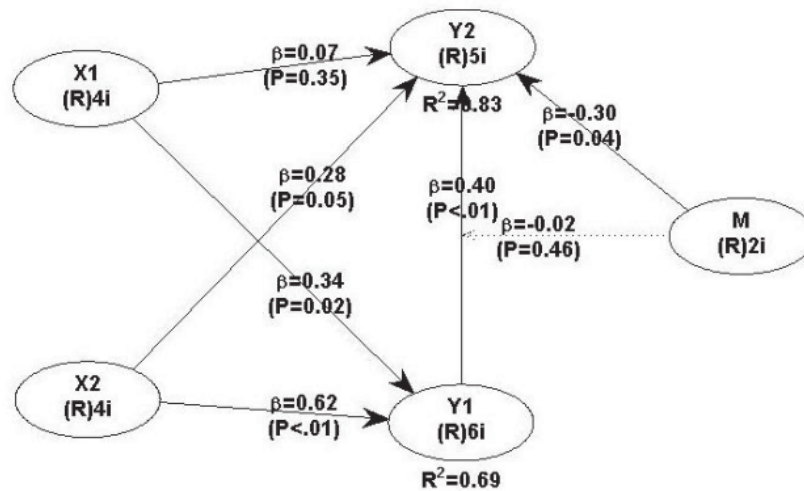 Y2
(R)5i
R²=0.83
X1
(R)4i
β=0.07
(P=0.35)
β=-0.30
(P=0.04)
β=0.28
(P=0.05)
β=0.40
(P<.01)
β=-0.02
(P=0.46)
M
(R)2i
β=0.34
(P=0.02)
X2
(R)4i
β=0.62
(P<.01)
Y1
(R)6i
R²=0.69